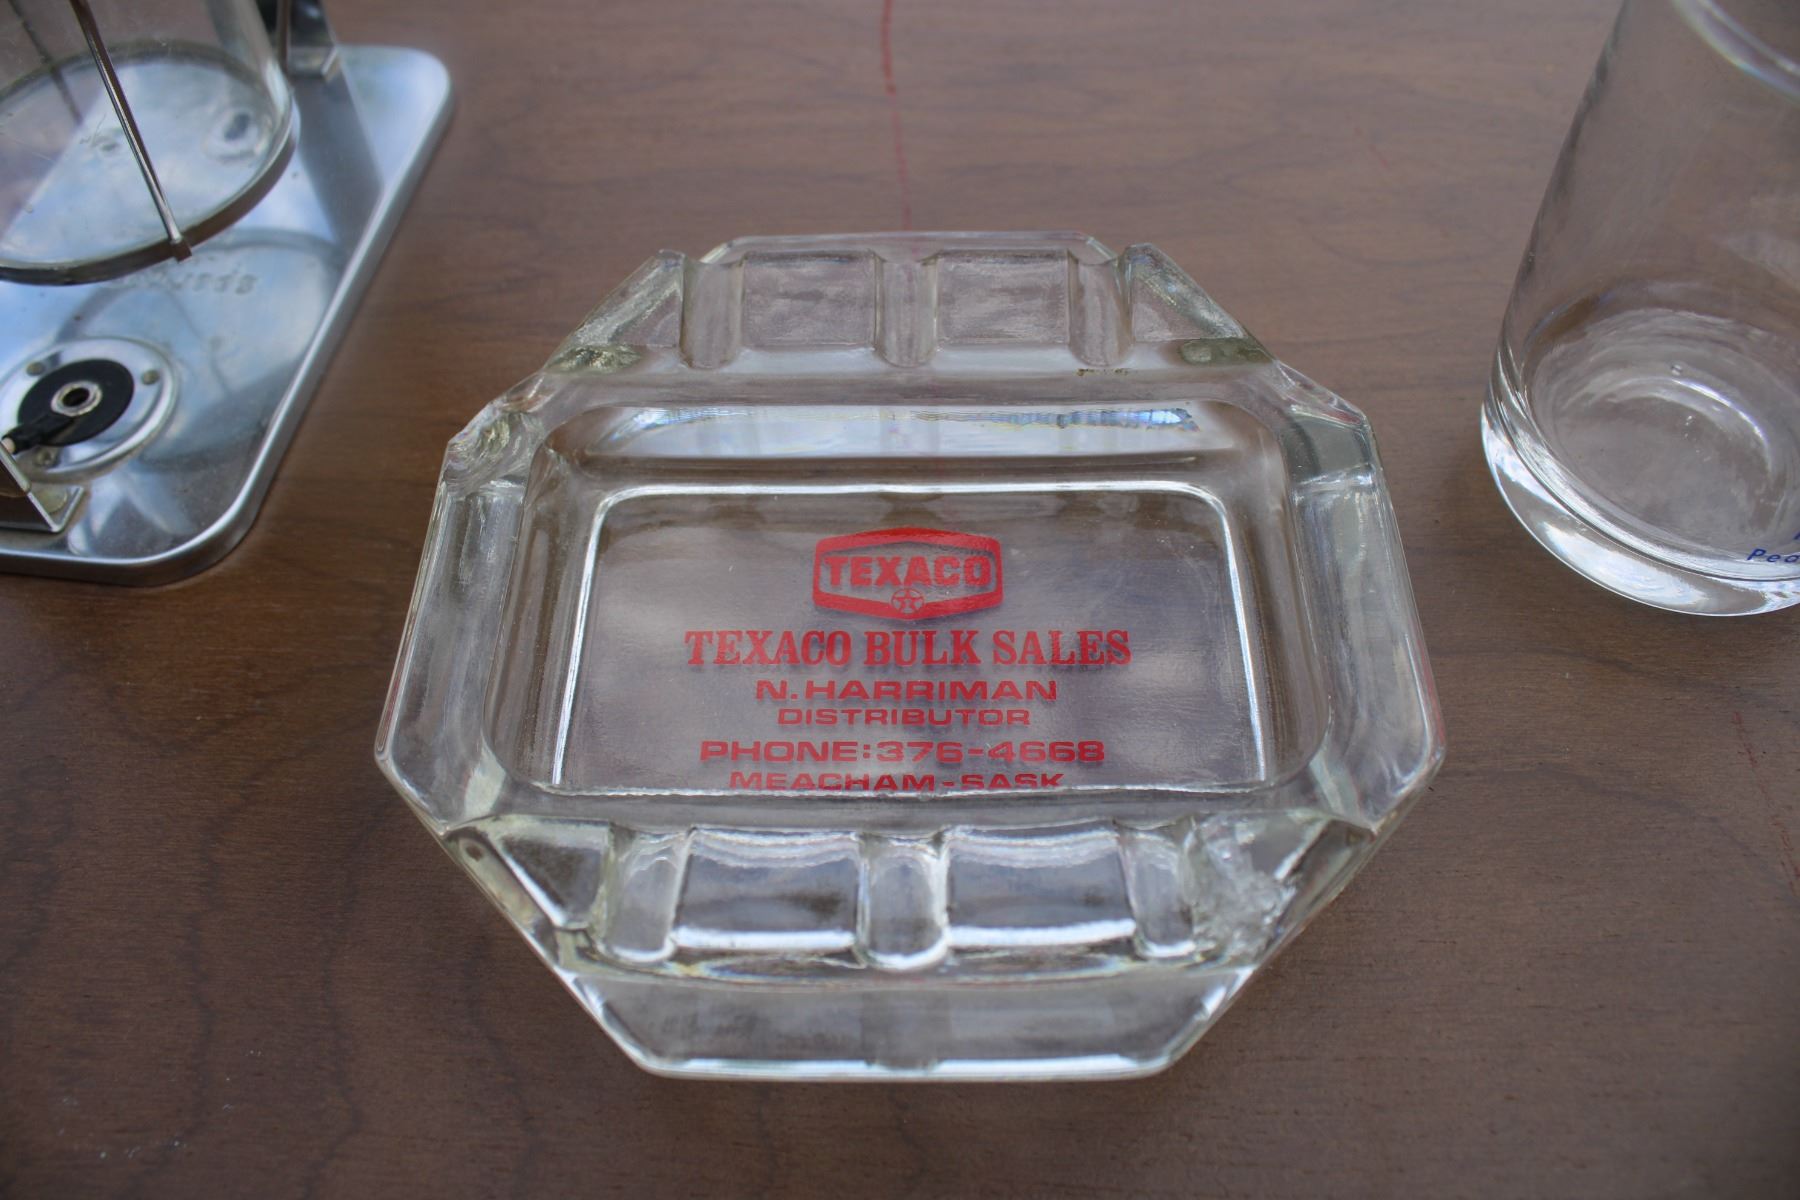 TEXACO
TEXACO BULK SALES
N. HARRIMAN
DISTRIBUTOR
PHONE: 376-4668
MEACHAM-SASK